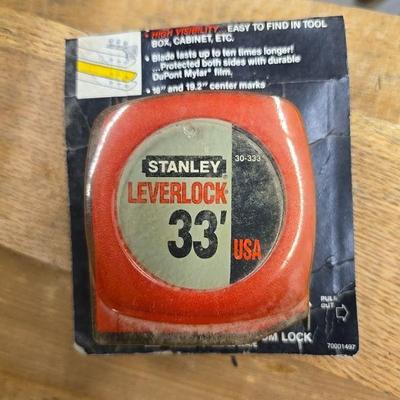 • HIGH VISIBILITY... EASY TO FIND IN TOOL
BOX, CABINET, ETC.
• Blade lasts up to ten times longer!
...Protected both sides with durable
DuPont Mylar® film.
• 16" and 19.2" center marks
STANLEY
30-333
LEVERLOCK®
33'
USA
PULL
OUT
LOCK
70001497